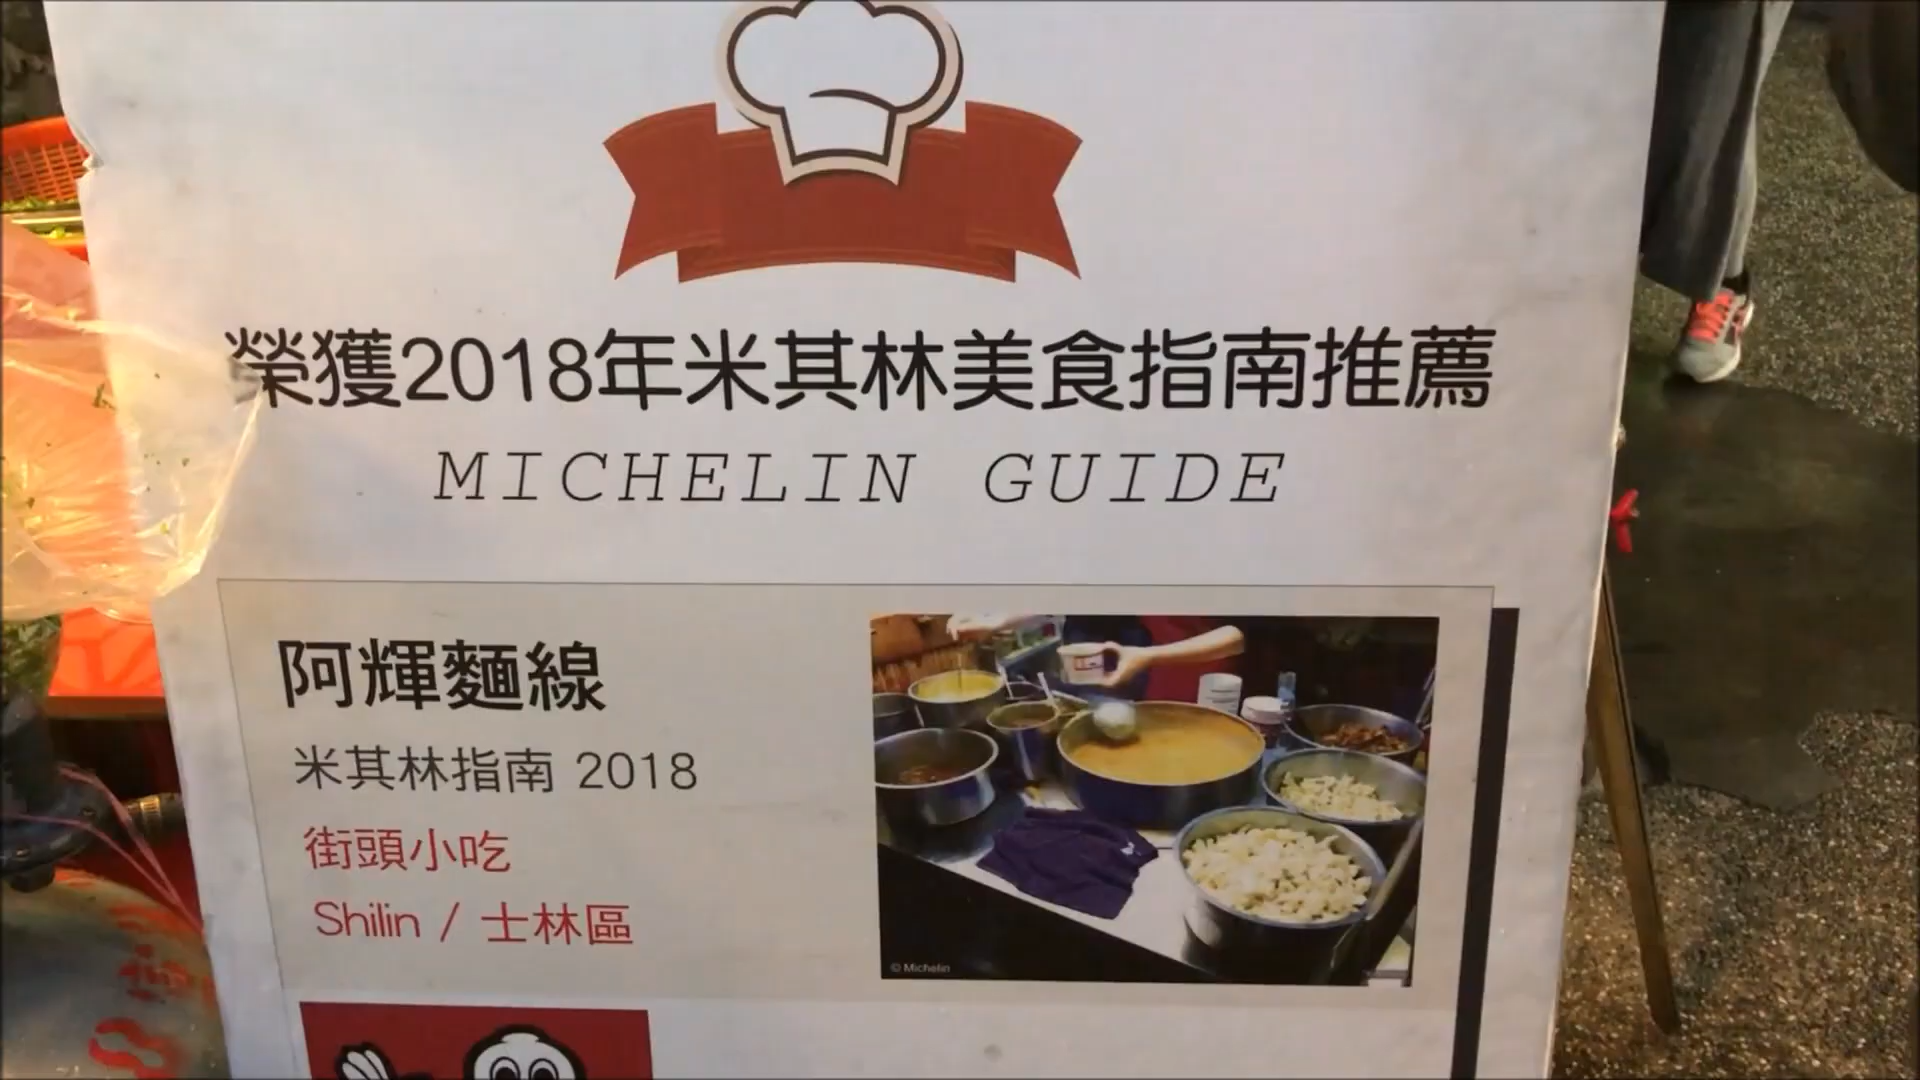 榮獲2018年米其林美食指南推薦
MICHELIN GUIDE
阿輝麵線
米其林指南 2018
街頭小吃
Shilin / 士林區
© Michelin